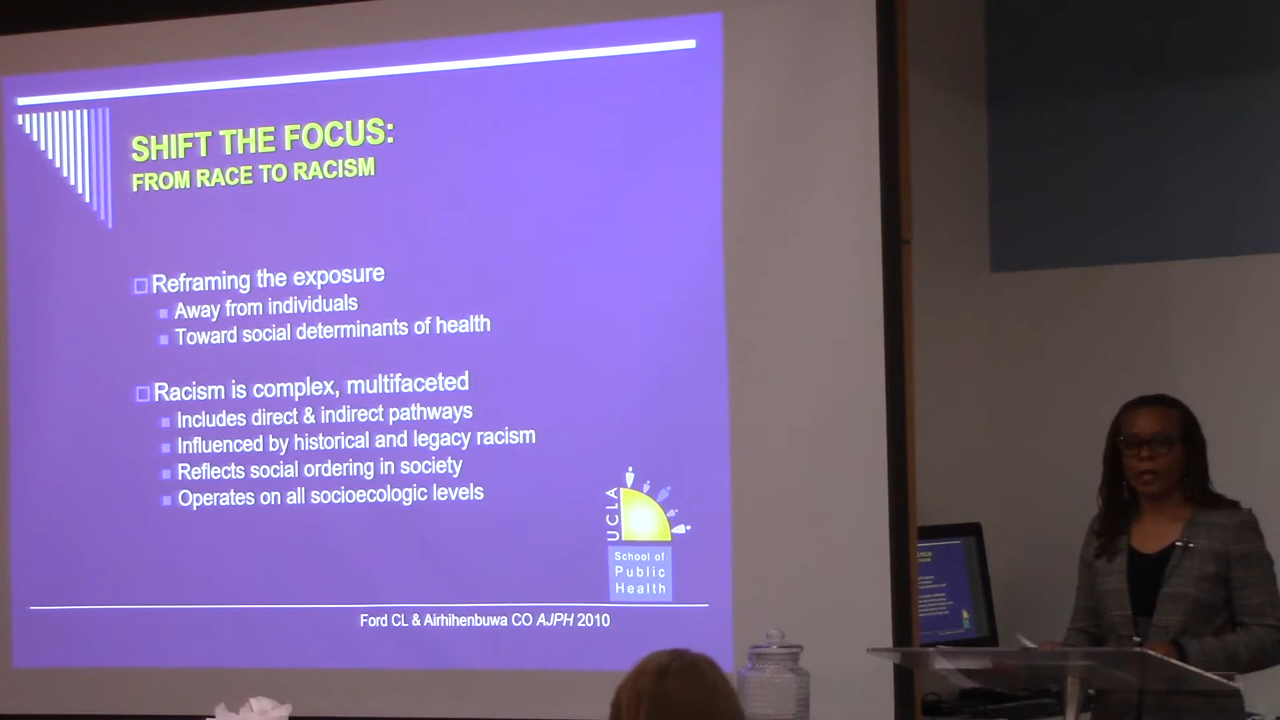 SHIFT THE FOCUS:
FROM RACE TO RACISM
Reframing the exposure
Away from individuals
Toward social determinants of health
Racism is complex, multifaceted
Includes direct & indirect pathways
Influenced by historical and legacy racism
Reflects social ordering in society
Operates on all socioecologic levels
UCLA
School of
Public
Health
Ford CL & Airhihenbuwa CO AJPH 2010